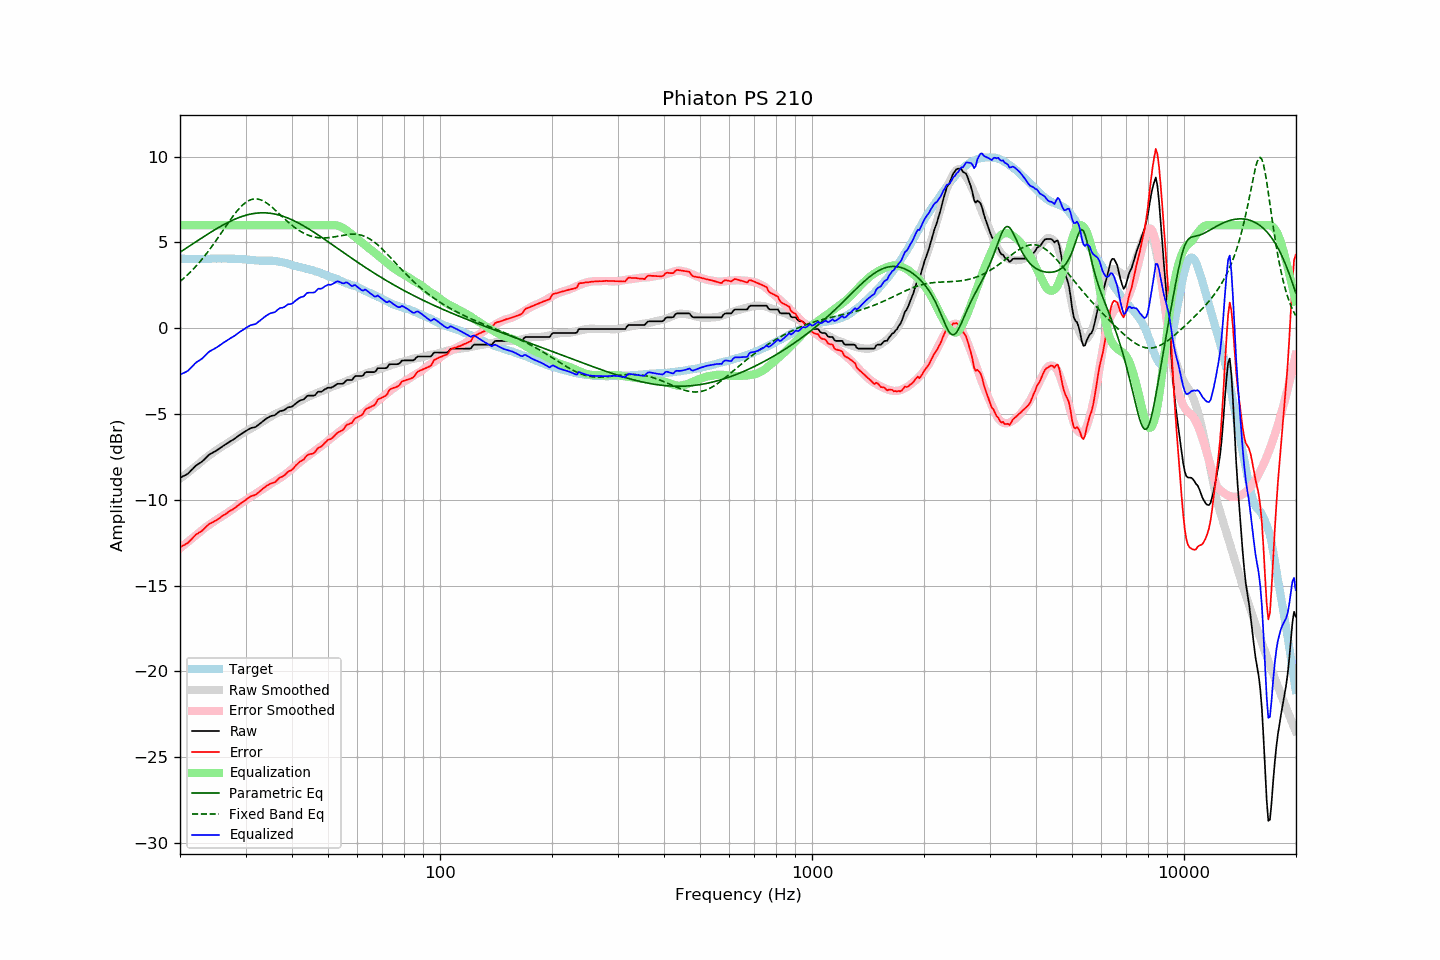 Phiaton PS 210
10
5
0
−5
−10
−15
−20
−25
−30
Amplitude (dBr)
100
1000
10000
Frequency (Hz)
Target
Raw Smoothed
Error Smoothed
Raw
Error
Equalization
Parametric Eq
Fixed Band Eq
Equalized